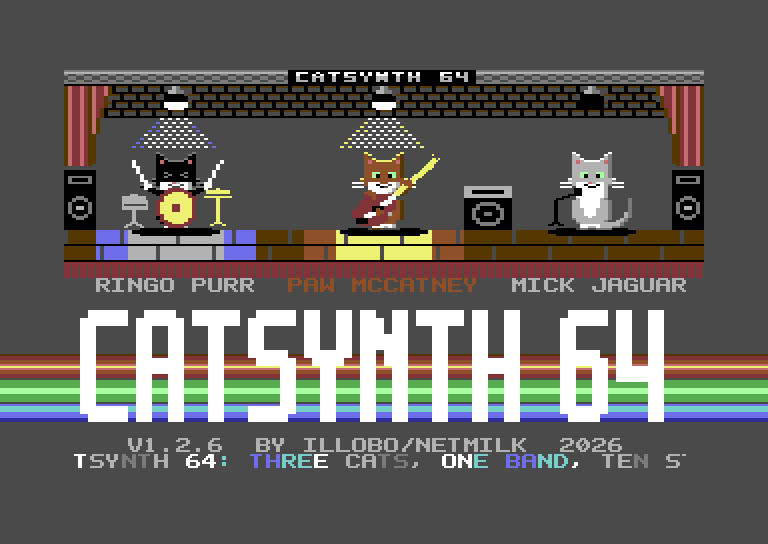 CATSYNTH 64
RINGO PURR PAW MCCATNEY MICK JAGUAR
CATSYNTH 64
V1.2.6 BY ILLOBO/NETMILK 2026
TSYNTH 64: THREE CATS, ONE BAND, TEN S